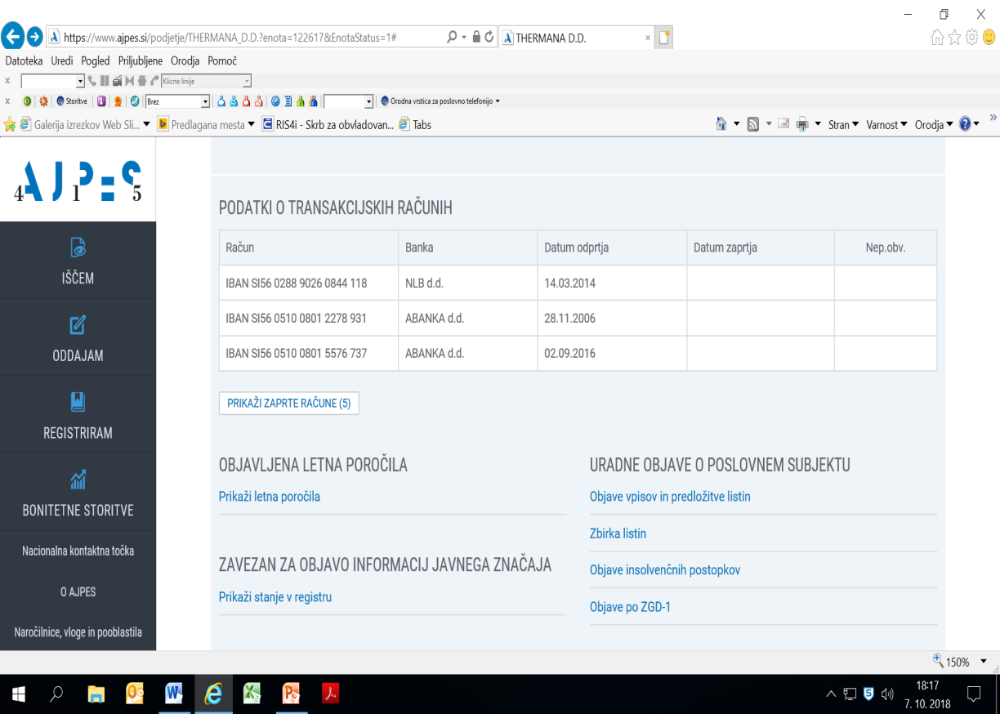 https://www.ajpes.si/podjetje/THERMANA_D.D.?enota=122617&EnotaStatus=1#
THERMANA D.D.
Datoteka Uredi Pogled Priljubljene Orodja Pomoč
x Klicne linije
x Storitve Brez Orodna vrstica za poslovno telefonijo
Galerija izrezkov Web Sli... Predlagana mesta RIS4i - Skrb za obvladovan... Tabs Stran Varnost Orodja
AJPES
4 1 5
IŠČEM
ODDAJAM
REGISTRIRAM
BONITETNE STORITVE
Nacionalna kontaktna točka
O AJPES
Naročilnice, vloge in pooblastila
PODATKI O TRANSAKCIJSKIH RAČUNIH
Račun Banka Datum odprtja Datum zaprtja Nep.obv.
IBAN SI56 0288 9026 0844 118 NLB d.d. 14.03.2014
IBAN SI56 0510 0801 2278 931 ABANKA d.d. 28.11.2006
IBAN SI56 0510 0801 5576 737 ABANKA d.d. 02.09.2016
PRIKAŽI ZAPRTE RAČUNE (5)
OBJAVLJENA LETNA POROČILA
Prikaži letna poročila
ZAVEZAN ZA OBJAVO INFORMACIJ JAVNEGA ZNAČAJA
Prikaži stanje v registru
URADNE OBJAVE O POSLOVNEM SUBJEKTU
Objave vpisov in predložitve listin
Zbirka listin
Objave insolvenčnih postopkov
Objave po ZGD-1
150%
18:17
7. 10. 2018